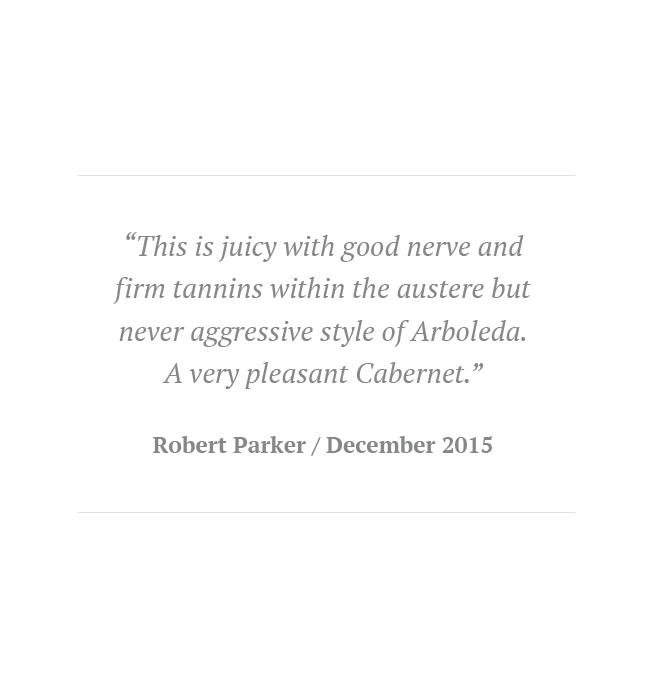 “This is juicy with good nerve and
firm tannins within the austere but
never aggressive style of Arboleda.
A very pleasant Cabernet.”
Robert Parker / December 2015